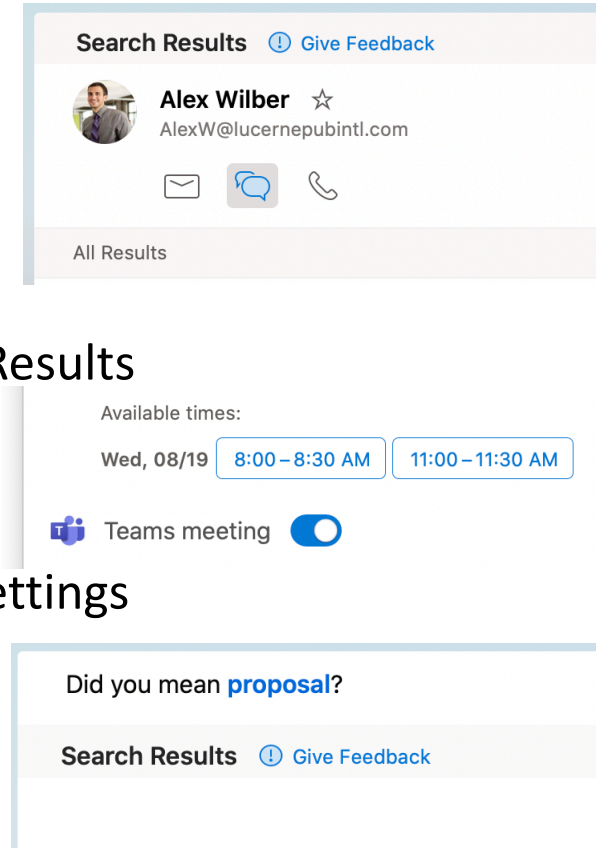 Search Results Give Feedback
Alex Wilber
AlexW@lucernepubintl.com
All Results
Results
Available times:
Wed, 08/19 8:00 – 8:30 AM 11:00 – 11:30 AM
T Teams meeting
ettings
Did you mean proposal?
Search Results Give Feedback